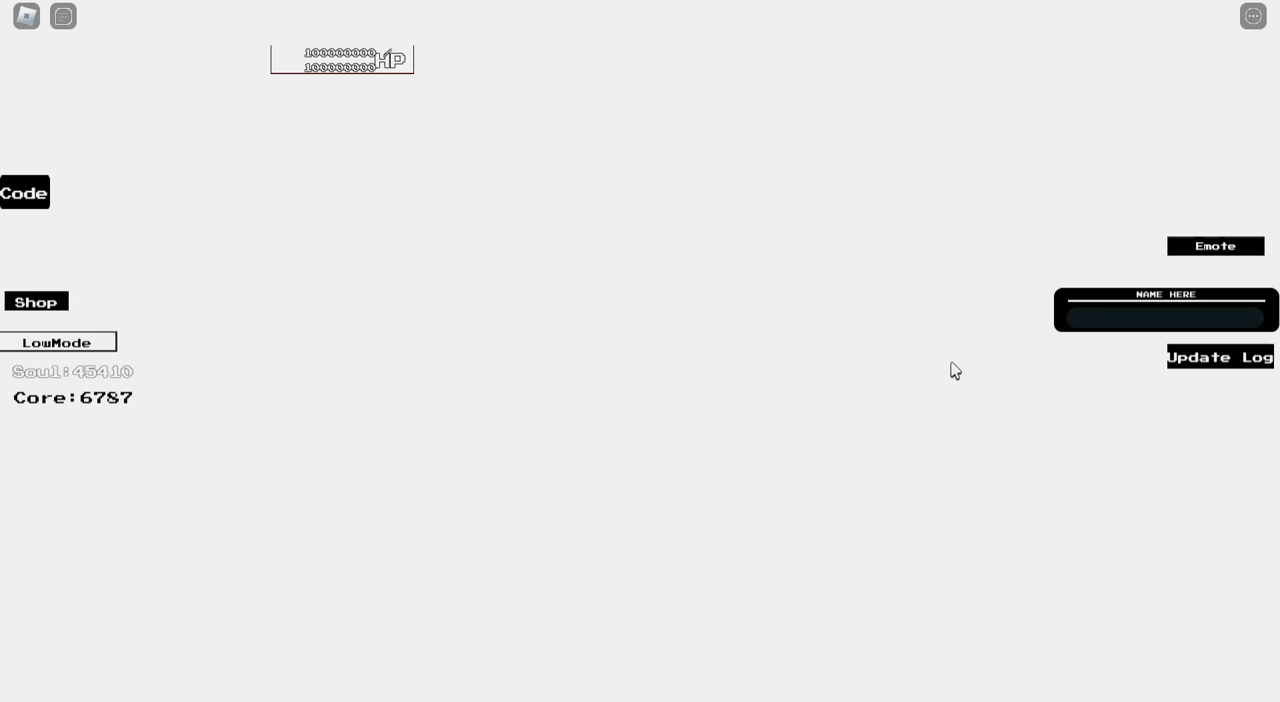 100000000/
100000000
HP
Code
Emote
Shop
NAME HERE
LowMode
Update Log
Soul:45410
Core:6787